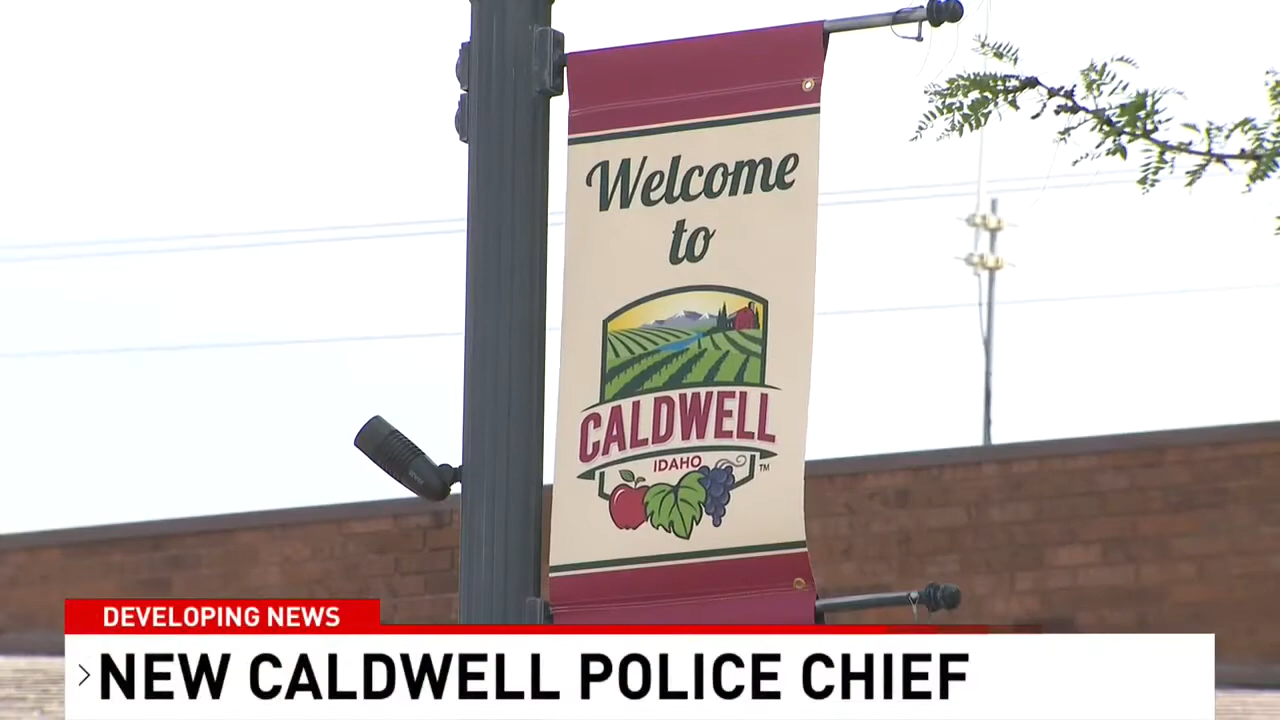 Welcome
to
CALDWELL
IDAHO
TM
DEVELOPING NEWS
NEW CALDWELL POLICE CHIEF